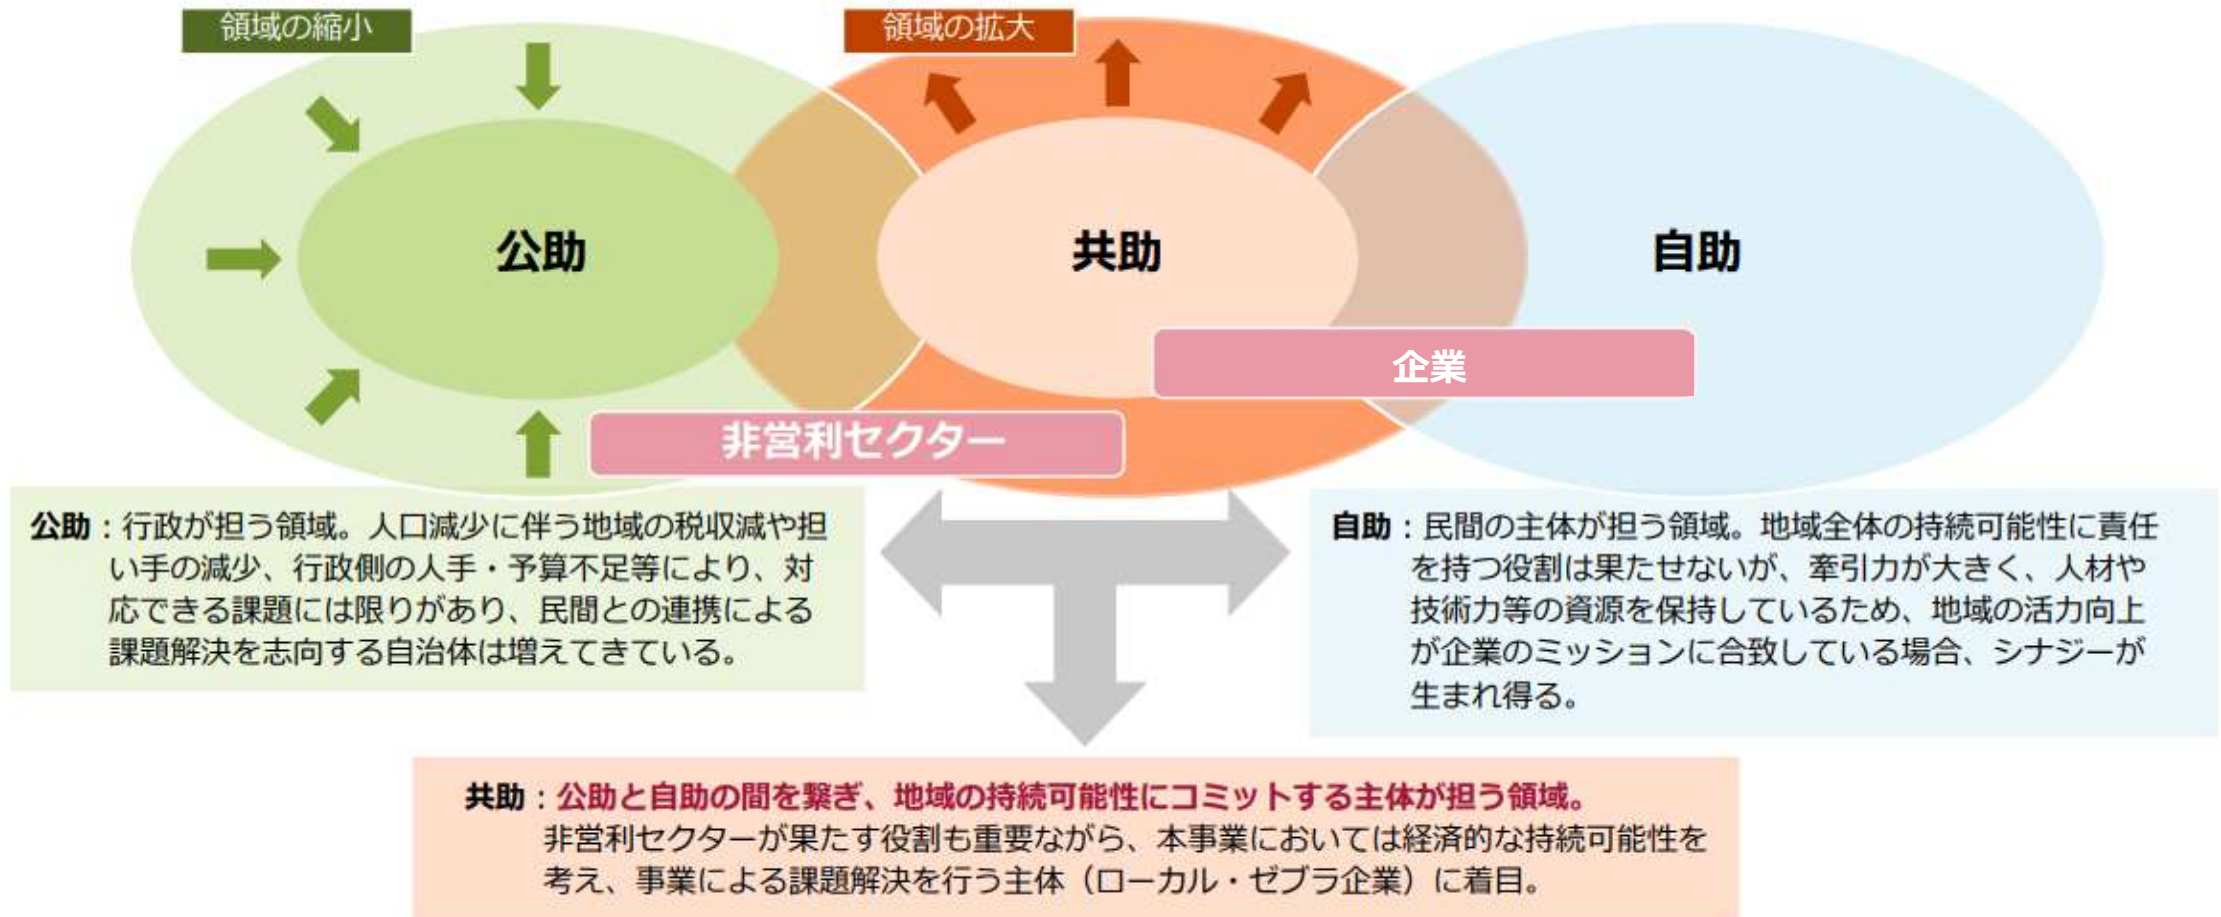 領域の縮小
領域の拡大
公助
共助
自助
企業
非営利セクター
公助：行政が担う領域。人口減少に伴う地域の税収減や担
い手の減少、行政側の人手・予算不足等により、対
応できる課題には限りがあり、民間との連携による
課題解決を志向する自治体は増えてきている。
自助：民間の主体が担う領域。地域全体の持続可能性に責任
を持つ役割は果たせないが、牽引力が大きく、人材や
技術力等の資源を保持しているため、地域の活力向上
が企業のミッションに合致している場合、シナジーが
生まれ得る。
共助：公助と自助の間を繋ぎ、地域の持続可能性にコミットする主体が担う領域。
非営利セクターが果たす役割も重要ながら、本事業においては経済的な持続可能性を
考え、事業による課題解決を行う主体（ローカル・ゼブラ企業）に着目。